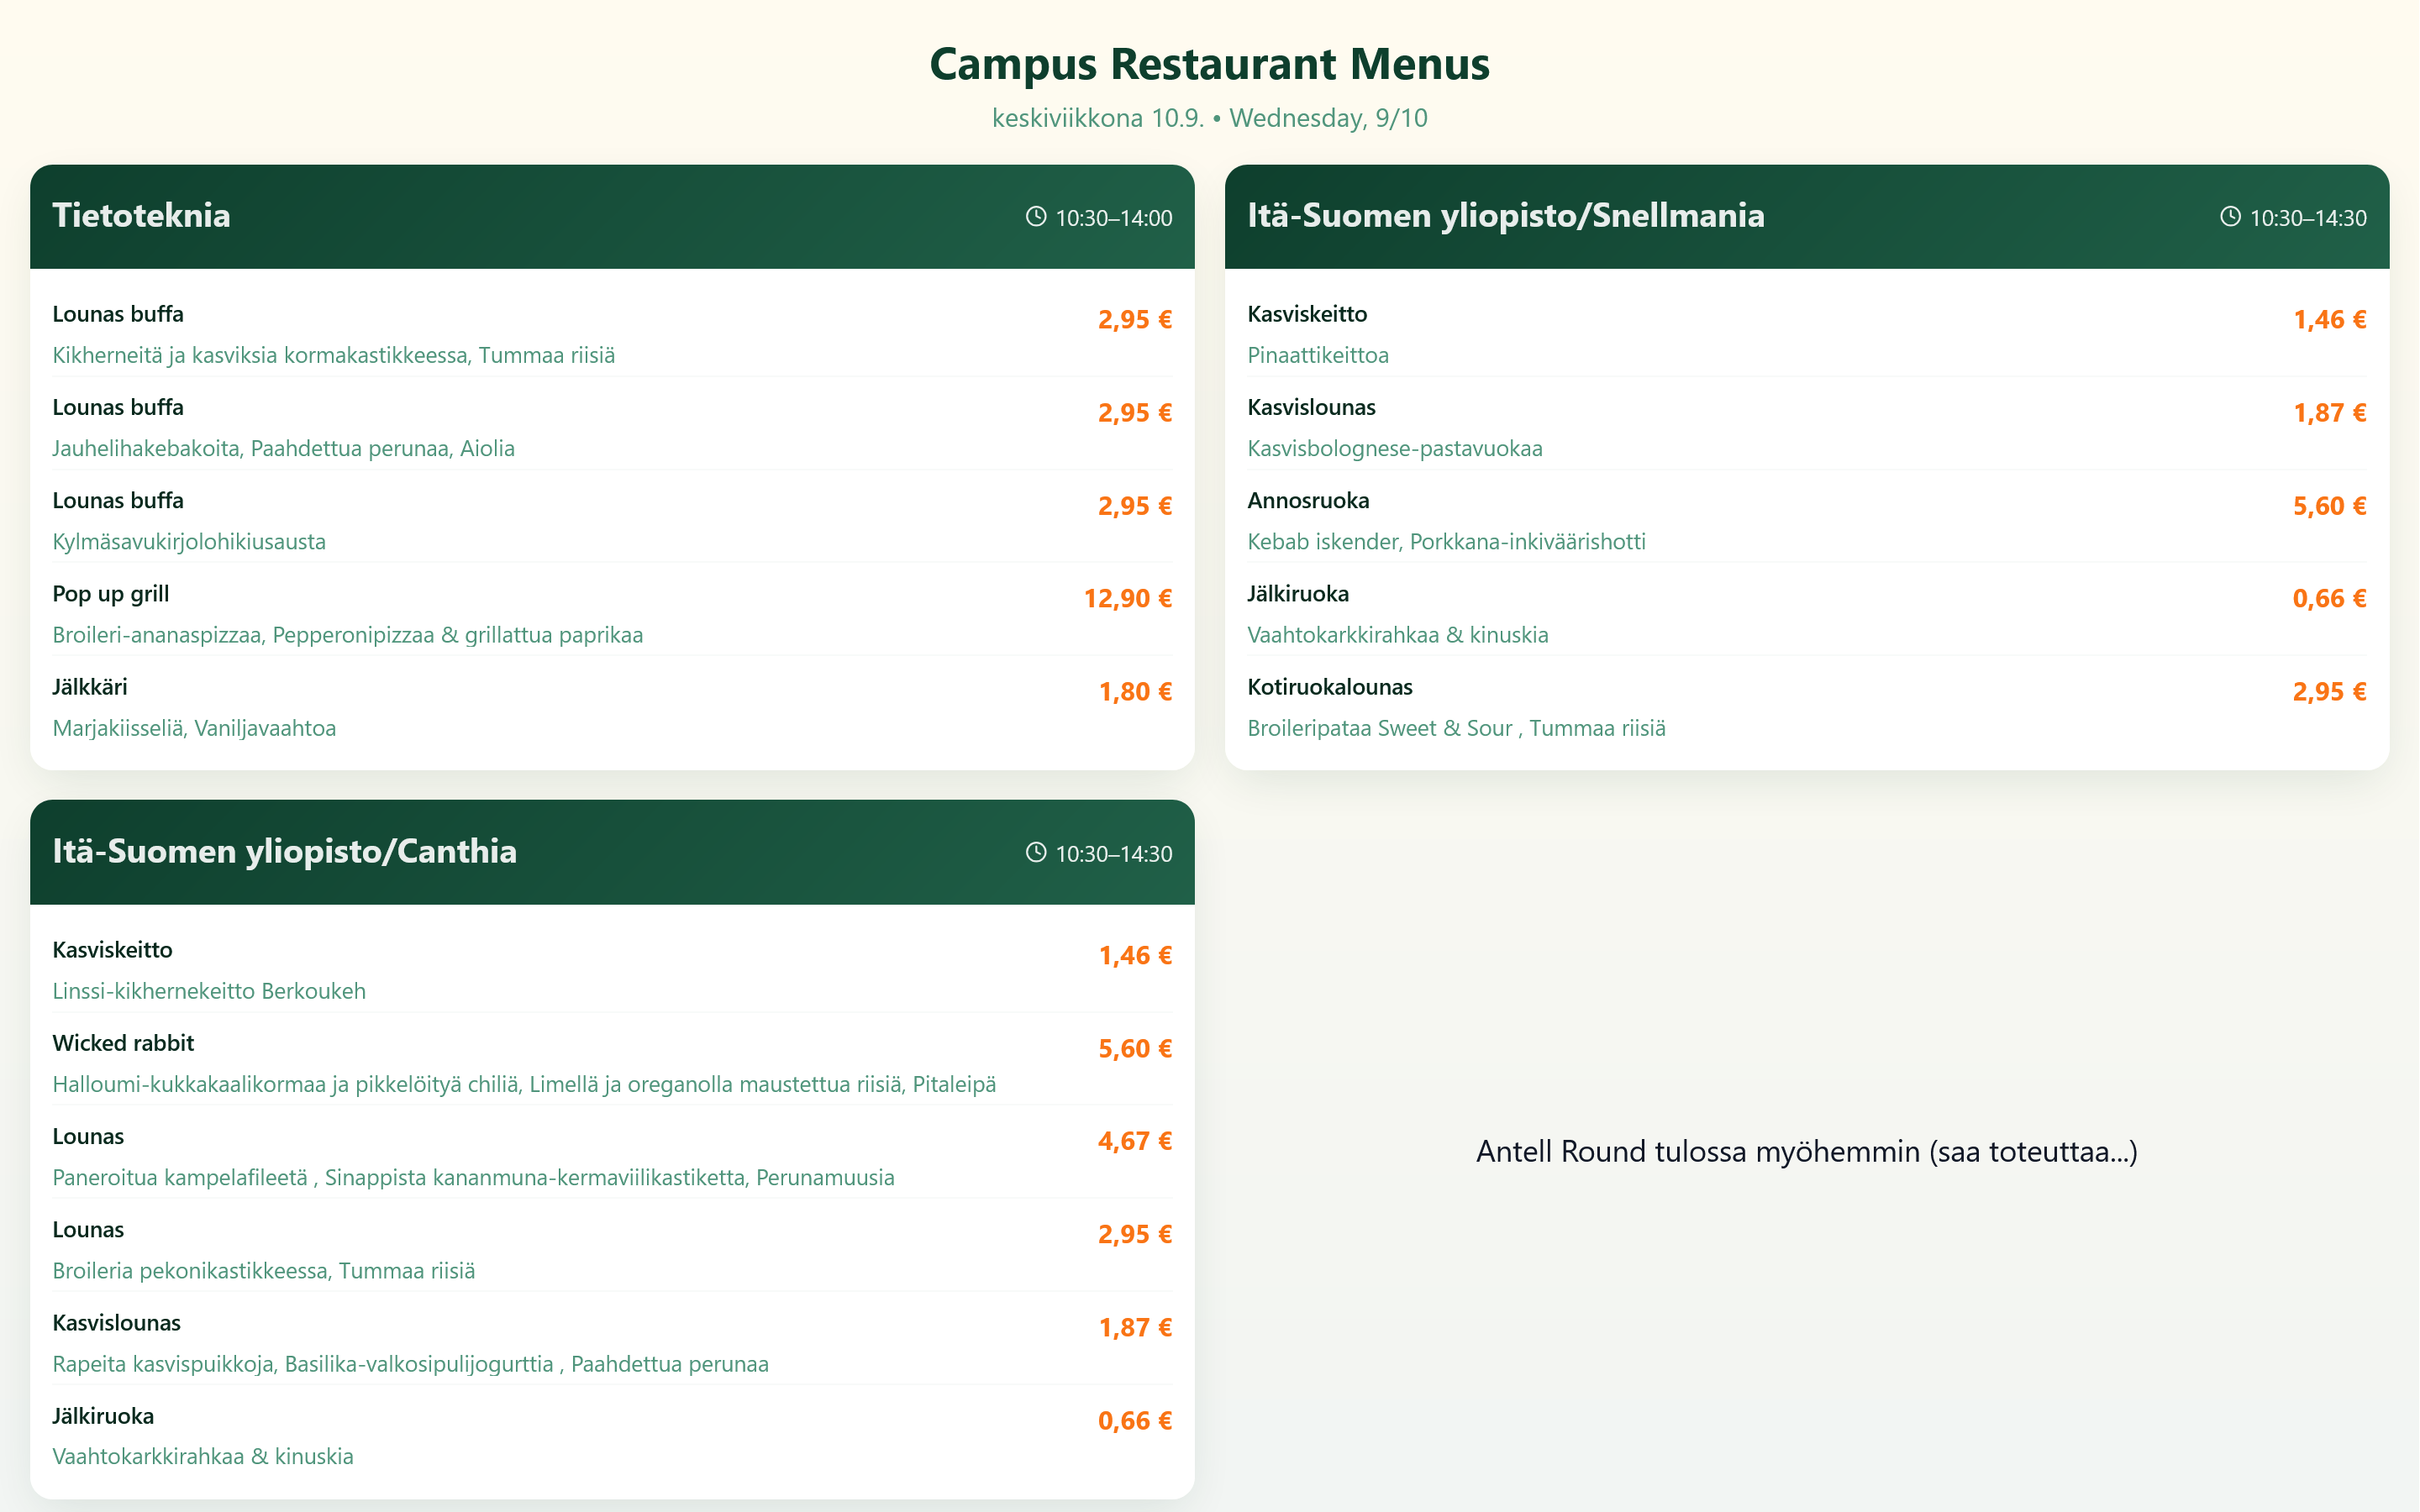 Campus Restaurant Menus
keskiviikkona 10.9. • Wednesday, 9/10
Tietoteknia
10:30–14:00
Lounas buffa
2,95 €
Kikherneitä ja kasviksia kormakastikkeessa, Tummaa riisiä
Lounas buffa
2,95 €
Jauhelihakebakoita, Paahdettua perunaa, Aiolia
Lounas buffa
2,95 €
Kylmäsavukirjolohikiusausta
Pop up grill
12,90 €
Broileri-ananaspizzaa, Pepperonipizzaa & grillattua paprikaa
Jälkkäri
1,80 €
Marjakiisseliä, Vaniljavaahtoa
Itä-Suomen yliopisto/Snellmania
10:30–14:30
Kasviskeitto
1,46 €
Pinaattikeittoa
Kasvislounas
1,87 €
Kasvisbolognese-pastavuokaa
Annosruoka
5,60 €
Kebab iskender, Porkkana-inkiväärishotti
Jälkiruoka
0,66 €
Vaahtokarkkirahkaa & kinuskia
Kotiruokalounas
2,95 €
Broileripataa Sweet & Sour , Tummaa riisiä
Itä-Suomen yliopisto/Canthia
10:30–14:30
Kasviskeitto
1,46 €
Linssi-kikhernekeitto Berkoukeh
Wicked rabbit
5,60 €
Halloumi-kukkakaalikormaa ja pikkelöityä chiliä, Limellä ja oreganolla maustettua riisiä, Pitaleipä
Lounas
4,67 €
Paneroitua kampelafileetä , Sinappista kananmuna-kermaviilikastiketta, Perunamuusia
Lounas
2,95 €
Broileria pekonikastikkeessa, Tummaa riisiä
Kasvislounas
1,87 €
Rapeita kasvispuikkoja, Basilika-valkosipulijogurttia , Paahdettua perunaa
Jälkiruoka
0,66 €
Vaahtokarkkirahkaa & kinuskia
Antell Round tulossa myöhemmin (saa toteuttaa...)